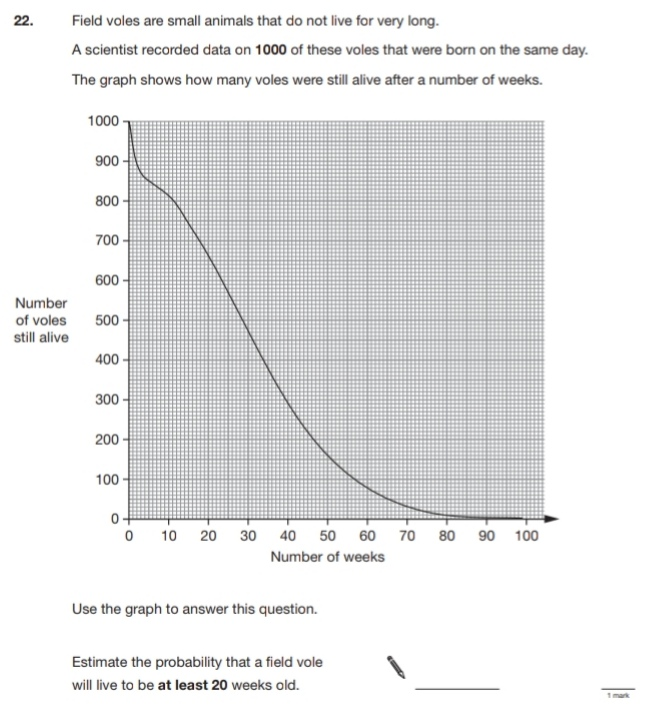 22. Field voles are small animals that do not live for very long.
A scientist recorded data on 1000 of these voles that were born on the same day.
The graph shows how many voles were still alive after a number of weeks.
1000
900
800
700
600
Number
of voles
still alive
500
400
300
200
100
0
0 10 20 30 40 50 60 70 80 90 100
Number of weeks
Use the graph to answer this question.
Estimate the probability that a field vole
will live to be at least 20 weeks old.
1 mark